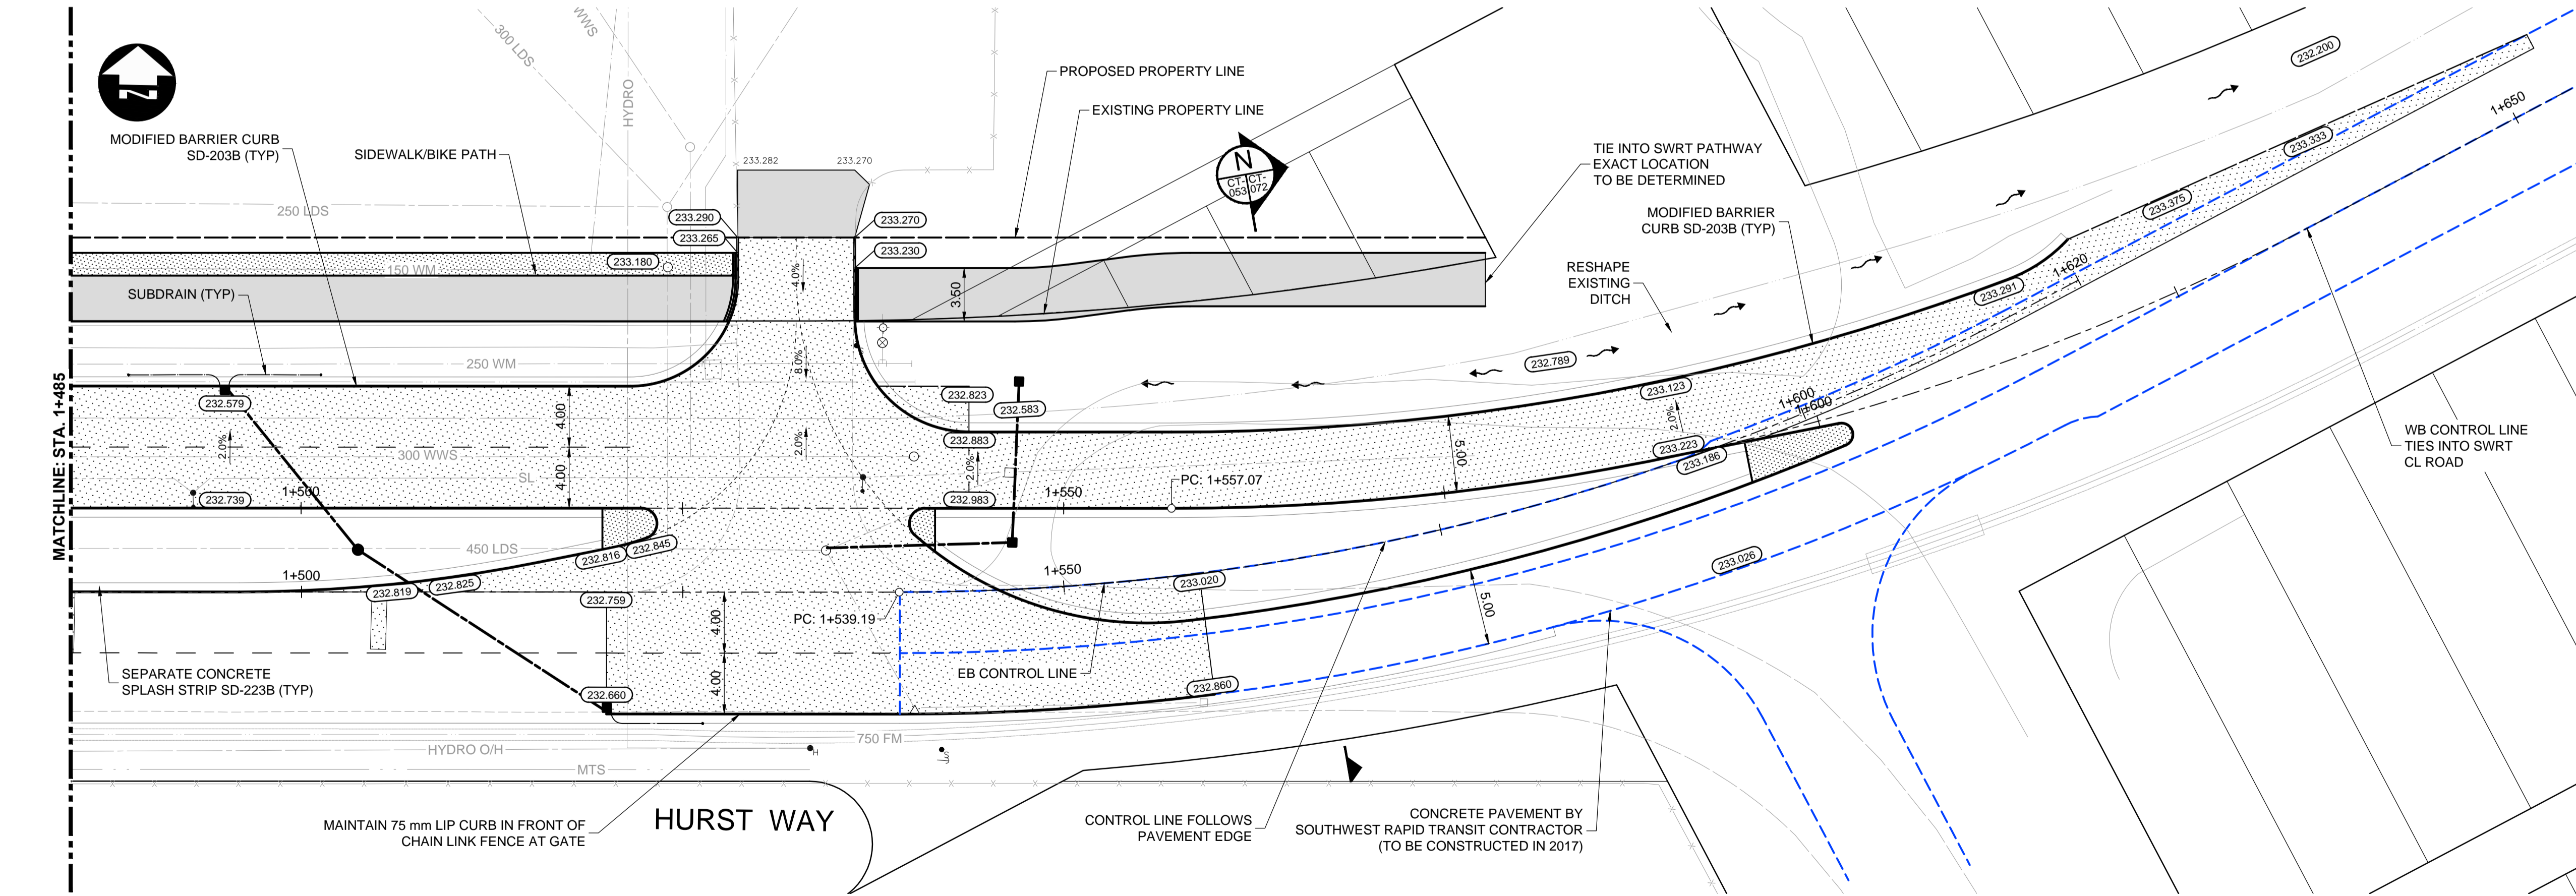 MATCHLINE: STA. 1+485
N
MODIFIED BARRIER CURB
SD-203B (TYP)
SIDEWALK/BIKE PATH
SUBDRAIN (TYP)
250 LDS
300 LDS
WWS
HYDRO
150 WM
250 WM
300 WWS
SL
450 LDS
233.282
233.270
233.290
233.265
233.180
233.270
233.230
PROPOSED PROPERTY LINE
EXISTING PROPERTY LINE
N
CT-
053
CT-
072
TIE INTO SWRT PATHWAY
EXACT LOCATION
TO BE DETERMINED
MODIFIED BARRIER
CURB SD-203B (TYP)
RESHAPE
EXISTING
DITCH
232.200
1+650
233.333
233.375
1+620
233.291
4.0%
3.50
8.0%
232.789
232.579
2.0%
4.00
4.00
2.0%
232.823
232.583
232.883
2.0%
232.983
233.123
2.0%
233.223
233.186
1+600
1+600
5.00
WB CONTROL LINE
TIES INTO SWRT
CL ROAD
232.739
1+500
1+550
PC: 1+557.07
232.816
232.845
1+500
232.819
232.825
232.759
1+550
233.020
233.026
PC: 1+539.19
4.00
4.00
5.00
SEPARATE CONCRETE
SPLASH STRIP SD-223B (TYP)
232.660
EB CONTROL LINE
232.860
HYDRO O/H
750 FM
MTS
H
S
MAINTAIN 75 mm LIP CURB IN FRONT OF
CHAIN LINK FENCE AT GATE
HURST WAY
CONTROL LINE FOLLOWS
PAVEMENT EDGE
CONCRETE PAVEMENT BY
SOUTHWEST RAPID TRANSIT CONTRACTOR
(TO BE CONSTRUCTED IN 2017)